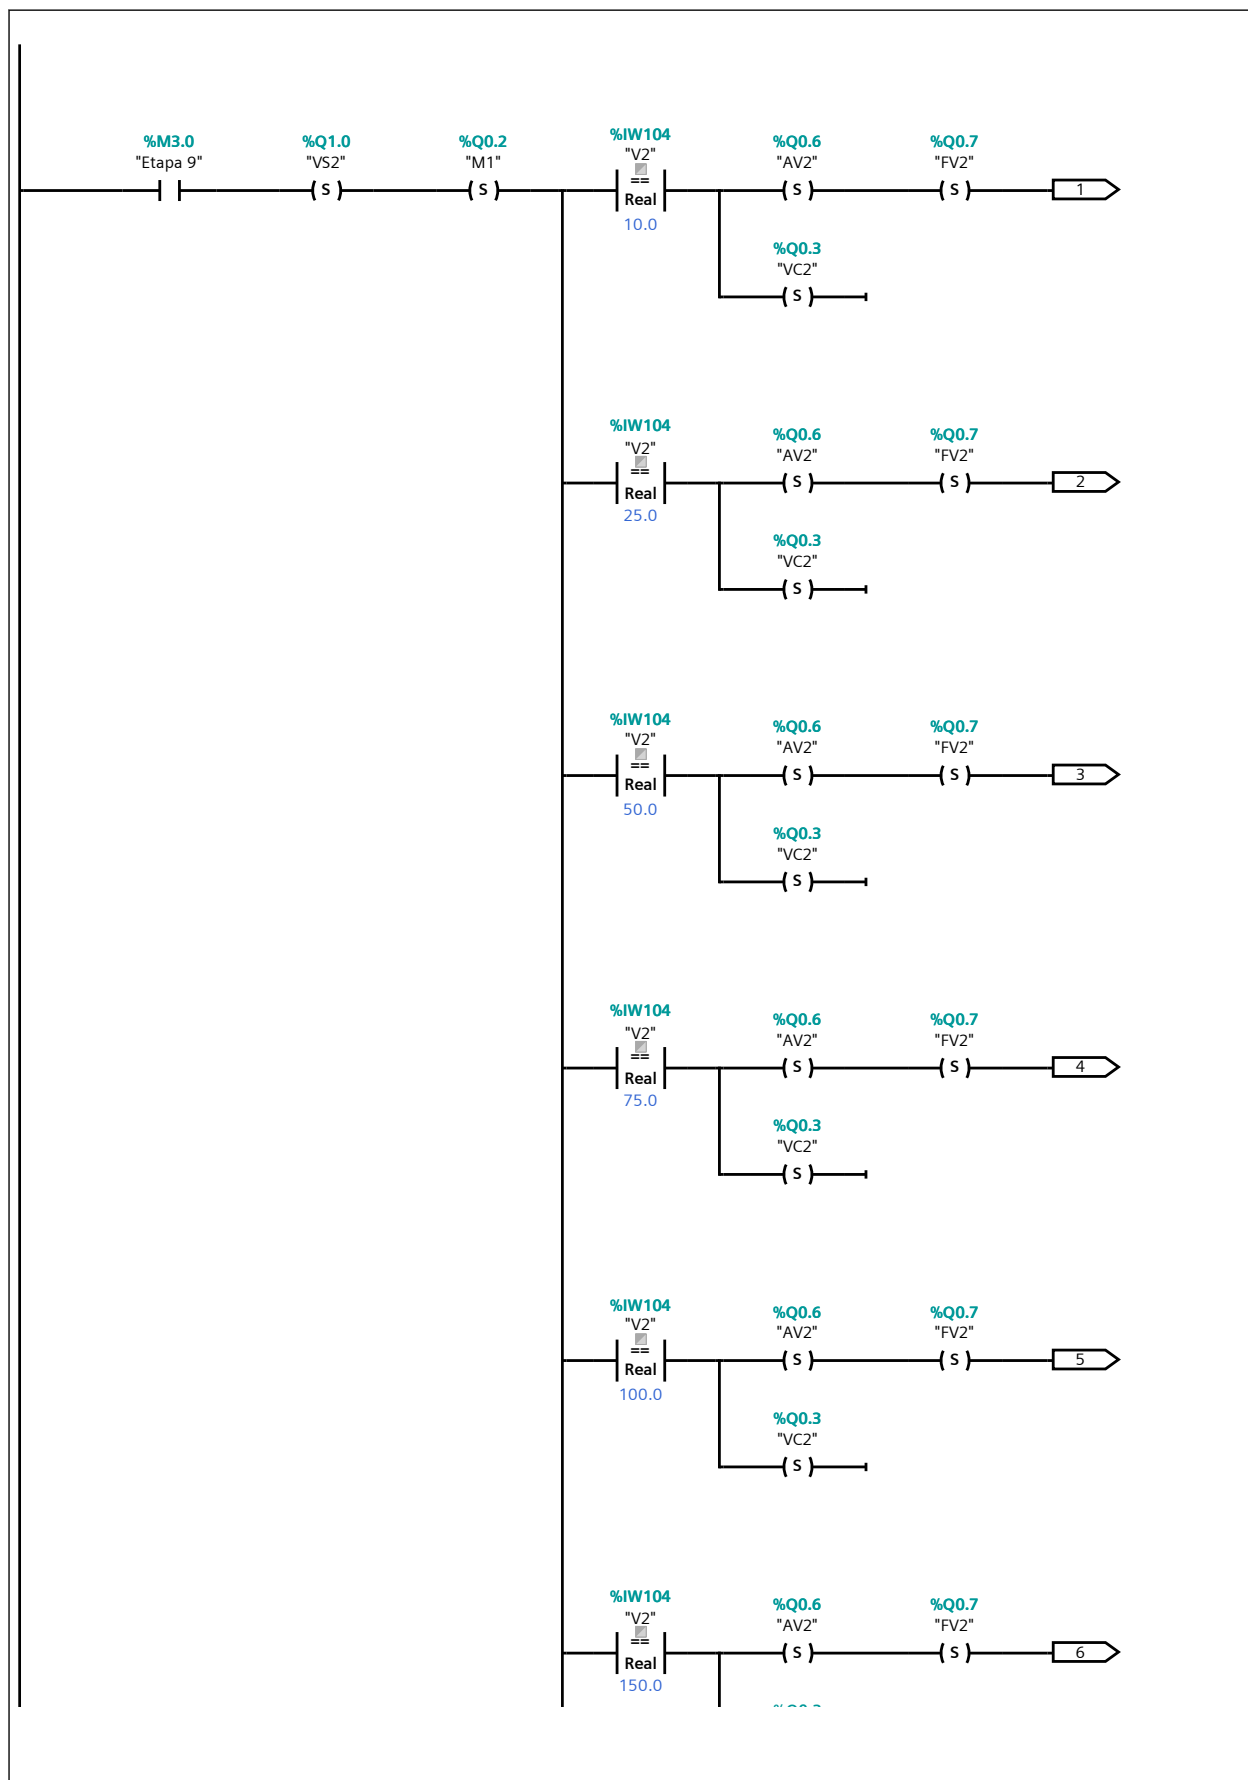 %M3.0 %Q1.0 %Q0.2 %IW104 %Q0.6 %Q0.7
"Etapa 9" "VS2" "M1" "V2" "AV2" "FV2"
S S == S S 1
Real
10.0
%Q0.3
"VC2"
S
%IW104 %Q0.6 %Q0.7
"V2" "AV2" "FV2"
== S S 2
Real
25.0
%Q0.3
"VC2"
S
%IW104 %Q0.6 %Q0.7
"V2" "AV2" "FV2"
== S S 3
Real
50.0
%Q0.3
"VC2"
S
%IW104 %Q0.6 %Q0.7
"V2" "AV2" "FV2"
== S S 4
Real
75.0
%Q0.3
"VC2"
S
%IW104 %Q0.6 %Q0.7
"V2" "AV2" "FV2"
== S S 5
Real
100.0
%Q0.3
"VC2"
S
%IW104 %Q0.6 %Q0.7
"V2" "AV2" "FV2"
== S S 6
Real
150.0